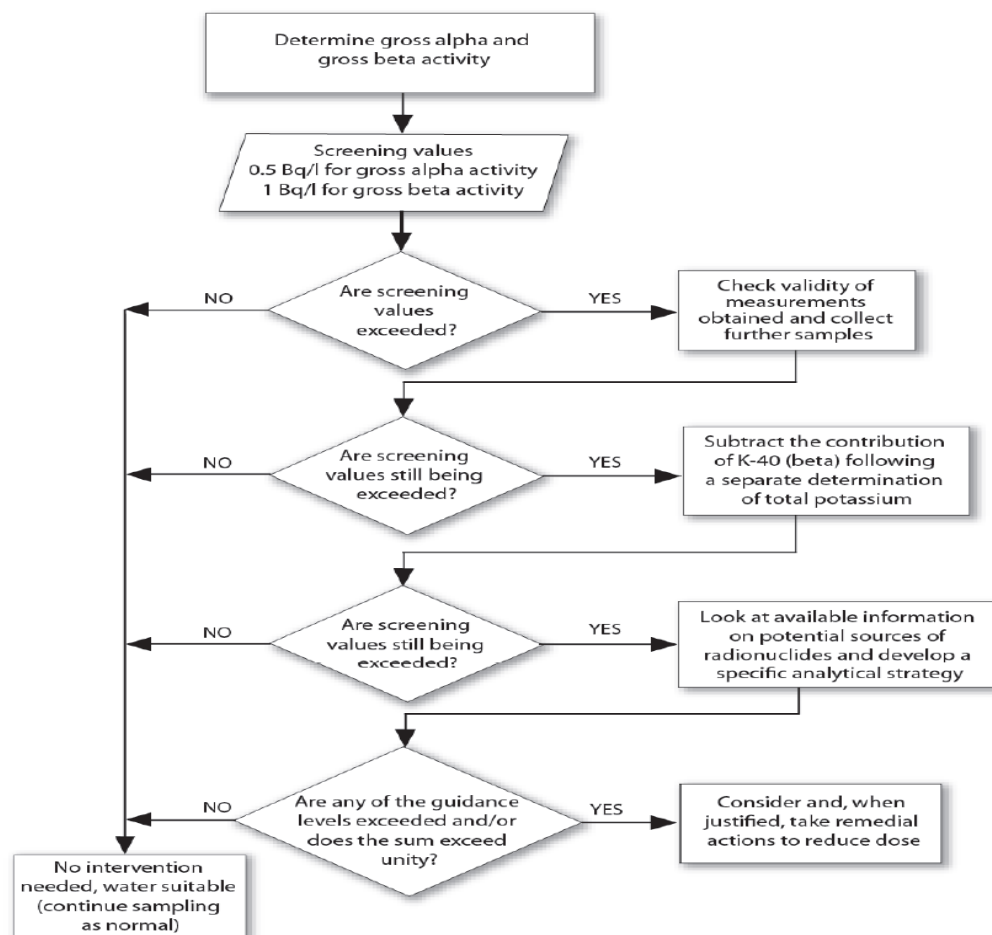 Determine gross alpha and
gross beta activity
Screening values
0.5 Bq/l for gross alpha activity
1 Bq/l for gross beta activity
Are screening
values
exceeded?
NO
YES
Check validity of
measurements
obtained and collect
further samples
Are screening
values still being
exceeded?
NO
YES
Subtract the contribution
of K-40 (beta) following
a separate determination
of total potassium
Are screening
values still being
exceeded?
NO
YES
Look at available information
on potential sources of
radionuclides and develop a
specific analytical strategy
Are any of the guidance
levels exceeded and/or
does the sum exceed
unity?
NO
YES
Consider and, when
justified, take remedial
actions to reduce dose
No intervention
needed, water suitable
(continue sampling
as normal)